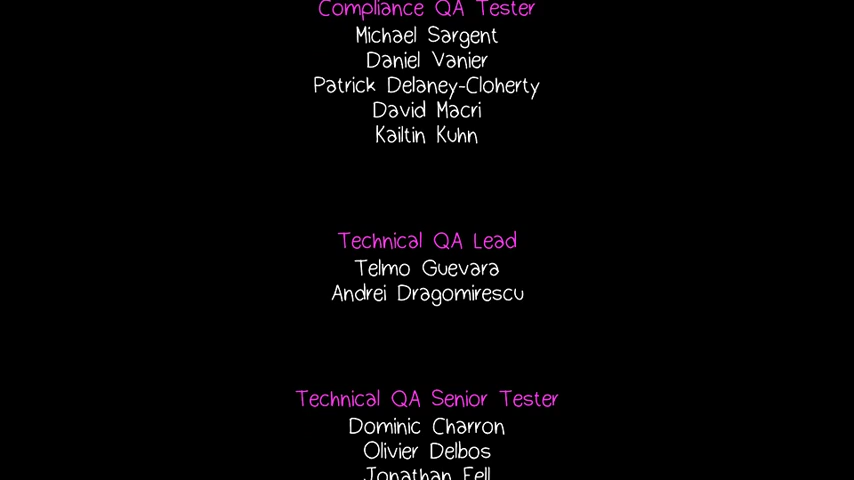 Compliance QA Tester
Michael Sargent
Daniel Vanier
Patrick Delaney-Cloherty
David Macri
Kailtin Kuhn
Technical QA Lead
Telmo Guevara
Andrei Dragomirescu
Technical QA Senior Tester
Dominic Charron
Olivier Delbos
Jonathan Fell